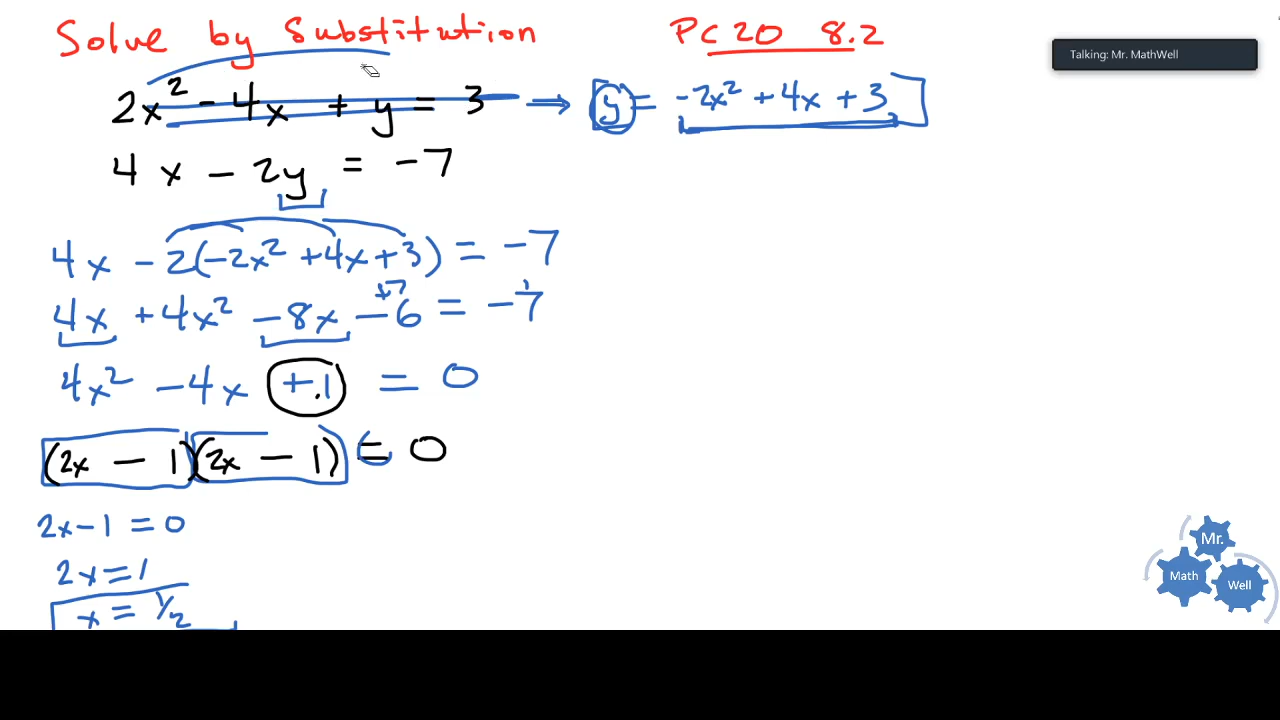 Solve by Substitution
PC 20 8.2
Talking: Mr. MathWell
2x² - 4x + y = 3 ⇒ y = -2x² + 4x + 3
4x - 2y = -7
4x - 2(-2x² + 4x + 3) = -7
+7
4x + 4x² - 8x - 6 = -7
4x² - 4x + 1 = 0
(2x - 1)(2x - 1) = 0
2x - 1 = 0
2x = 1
x = 1/2
Mr.
Math
Well